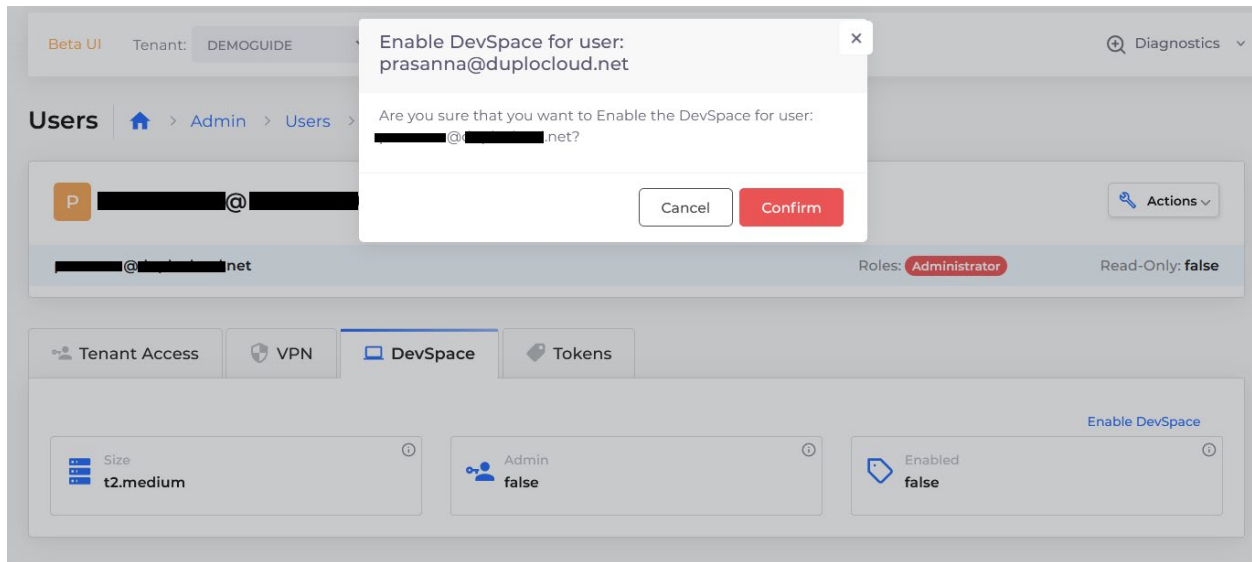 Beta UI Tenant: DEMOGUIDE
Diagnostics
Enable DevSpace for user:
prasanna@duplocloud.net
×
Are you sure that you want to Enable the DevSpace for user:
@ .net?
Cancel Confirm
Users > Admin > Users >
P @
Actions
@ net
Roles: Administrator Read-Only: false
Tenant Access VPN DevSpace Tokens
Enable DevSpace
Size
t2.medium
Admin
false
Enabled
false